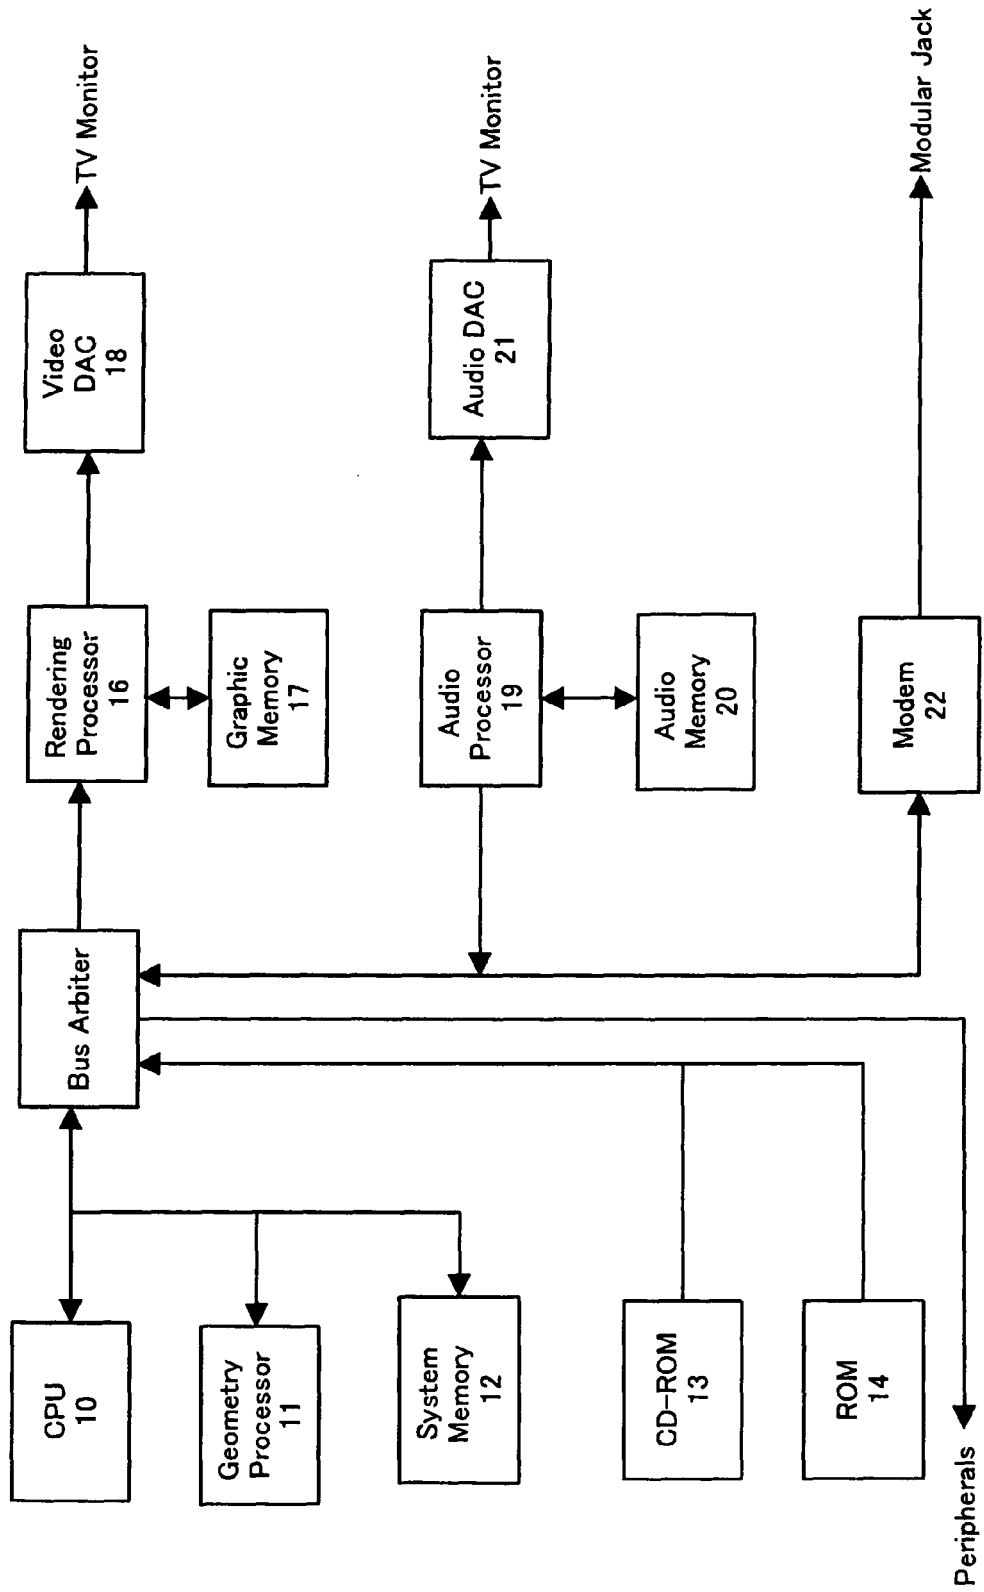 CPU
10
Geometry
Processor
11
System
Memory
12
CD-ROM
13
ROM
14
Peripherals
Bus Arbiter
Rendering
Processor
16
Graphic
Memory
17
Audio
Processor
19
Audio
Memory
20
Modem
22
Video
DAC
18
Audio DAC
21
TV Monitor
TV Monitor
Modular Jack